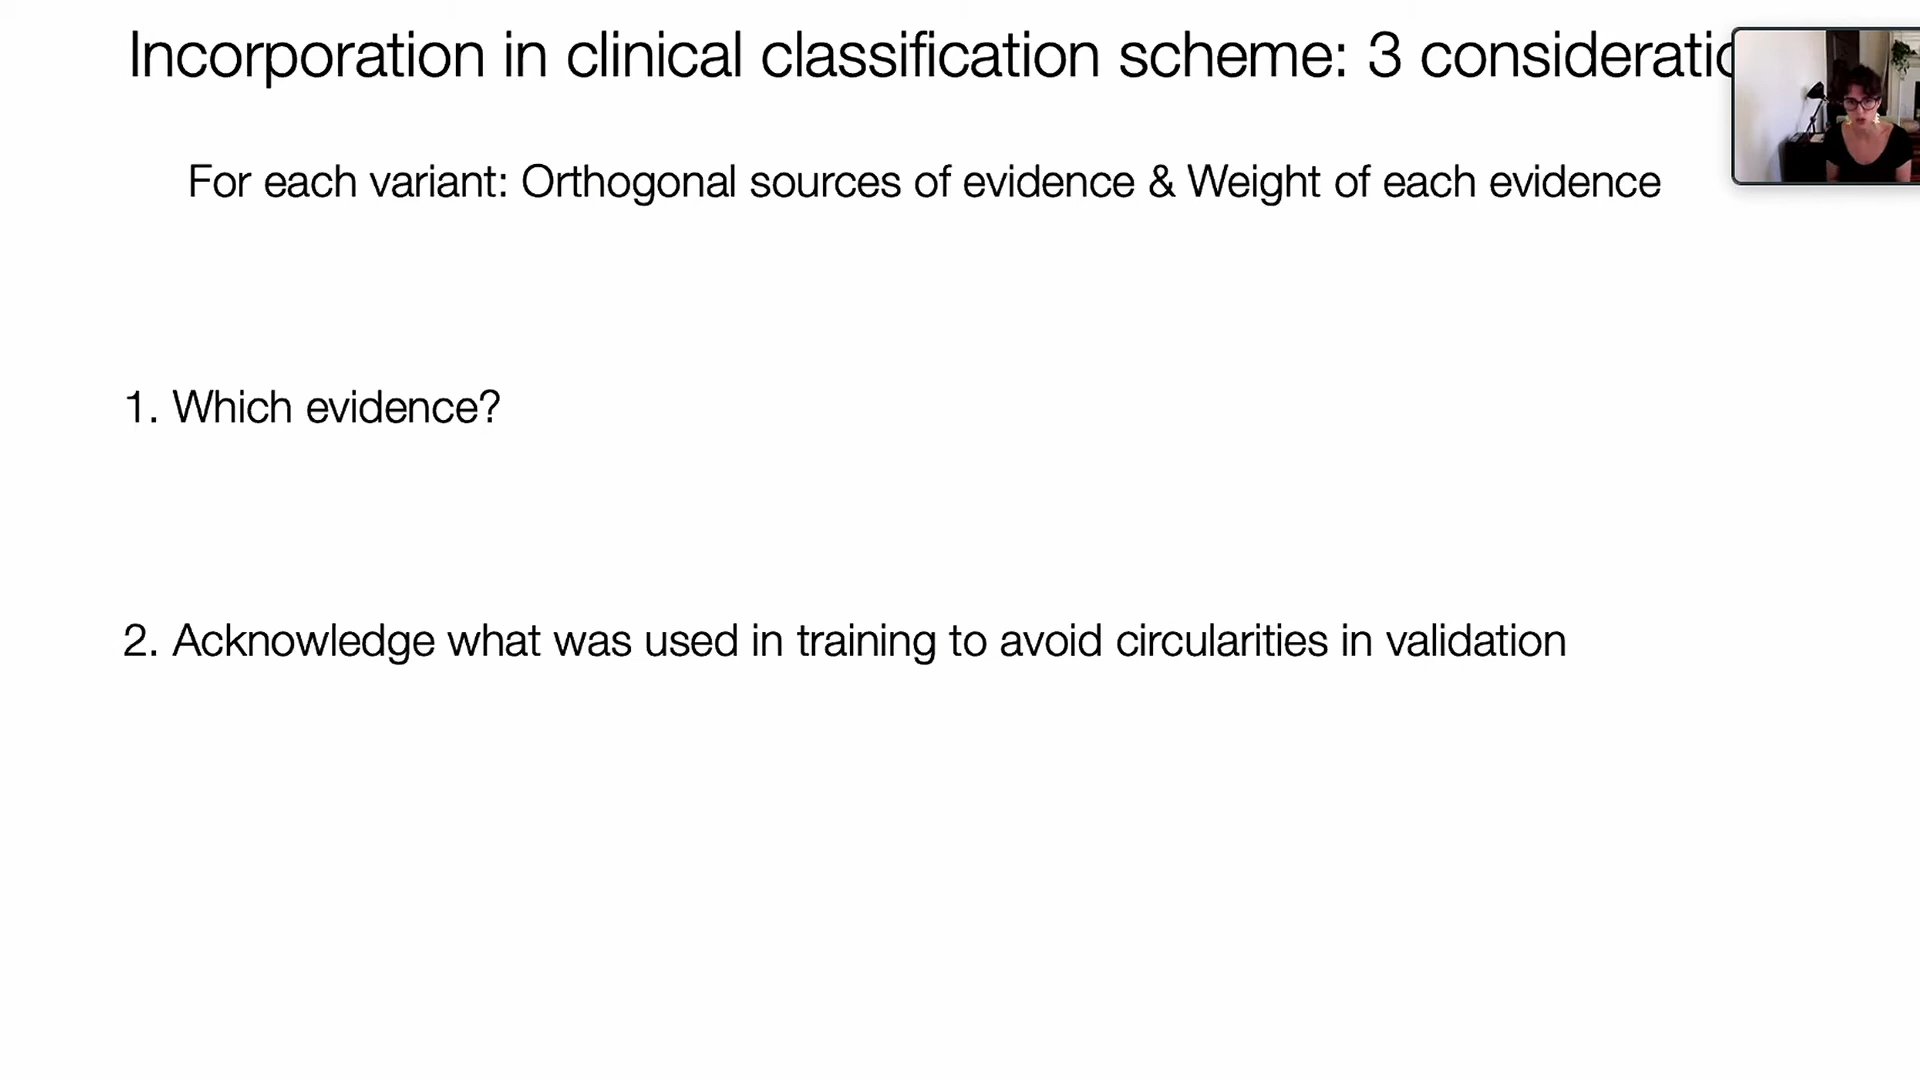 Incorporation in clinical classification scheme: 3
For each variant: Orthogonal sources of evidence & Weight of each evidence
1. Which evidence?
2. Acknowledge what was used in training to avoid circularities in validation